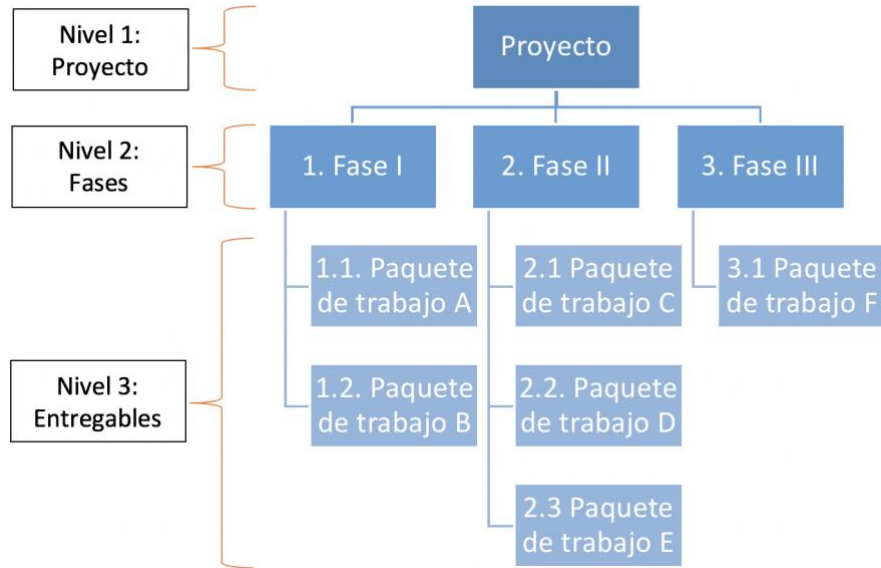 Nivel 1:
Proyecto
Proyecto
Nivel 2:
Fases
1. Fase I
2. Fase II
3. Fase III
Nivel 3:
Entregables
1.1. Paquete
de trabajo A
2.1 Paquete
de trabajo C
3.1 Paquete
de trabajo F
1.2. Paquete
de trabajo B
2.2. Paquete
de trabajo D
2.3 Paquete
de trabajo E